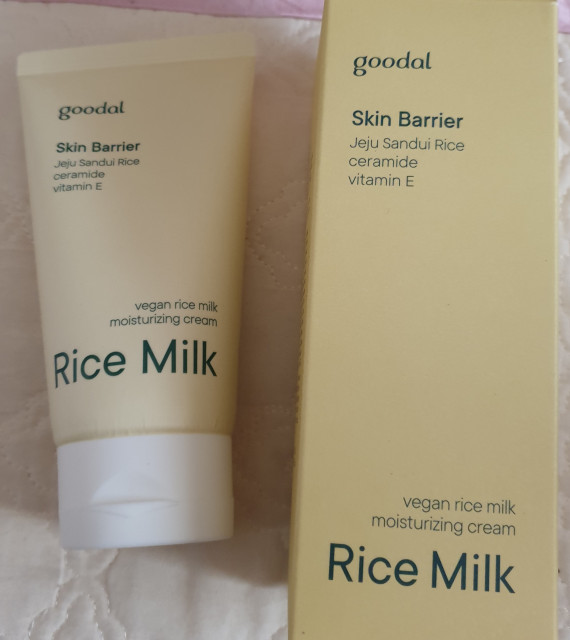 goodal
Skin Barrier
Jeju Sandui Rice
ceramide
vitamin E
vegan rice milk
moisturizing cream
Rice Milk
goodal
Skin Barrier
Jeju Sandui Rice
ceramide
vitamin E
vegan rice milk
moisturizing cream
Rice Milk